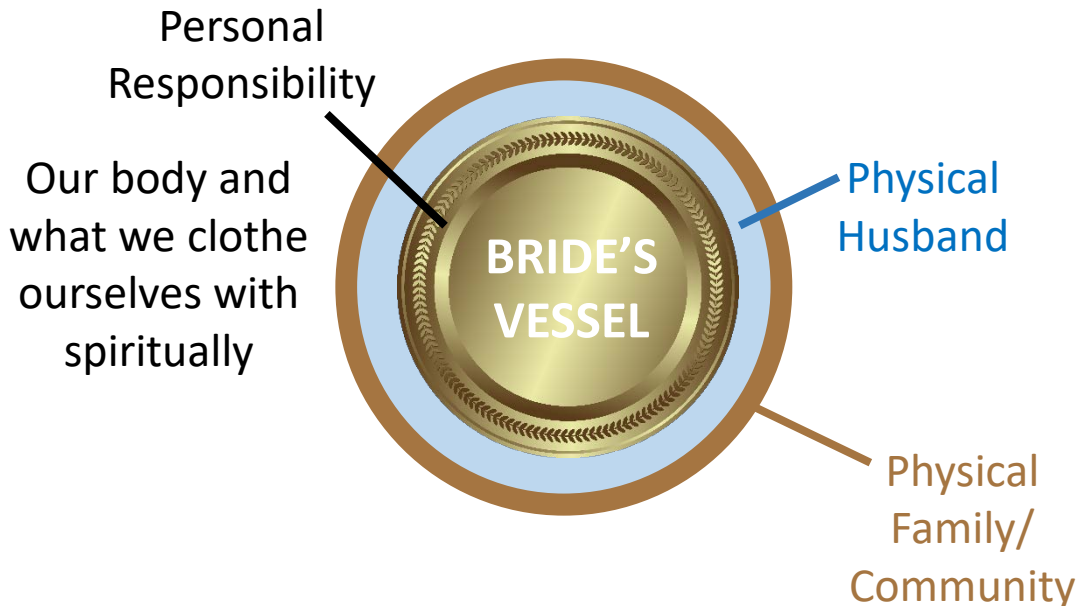 Personal
Responsibility
Our body and
what we clothe
ourselves with
spiritually
BRIDE’S
VESSEL
Physical
Husband
Physical
Family/
Community